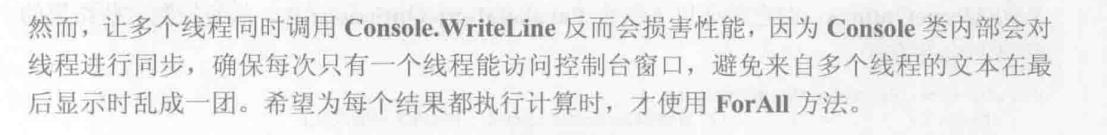 然而，让多个线程同时调用 Console.WriteLine 反而会损害性能，因为 Console 类内部会对
线程进行同步，确保每次只有一个线程能访问控制台窗口，避免来自多个线程的文本在最
后显示时乱成一团。希望为每个结果都执行计算时，才使用 ForAll 方法。